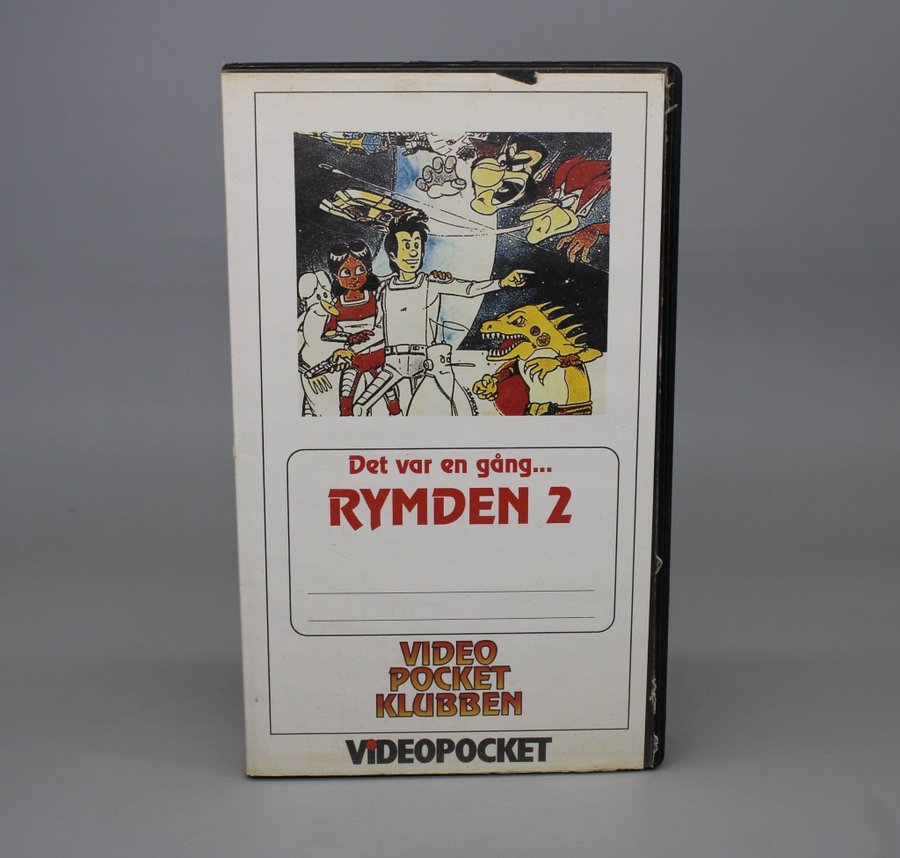 Det var en gång...
RYMDEN 2
VIDEO
POCKET
KLUBBEN
ViDEOPOCKET